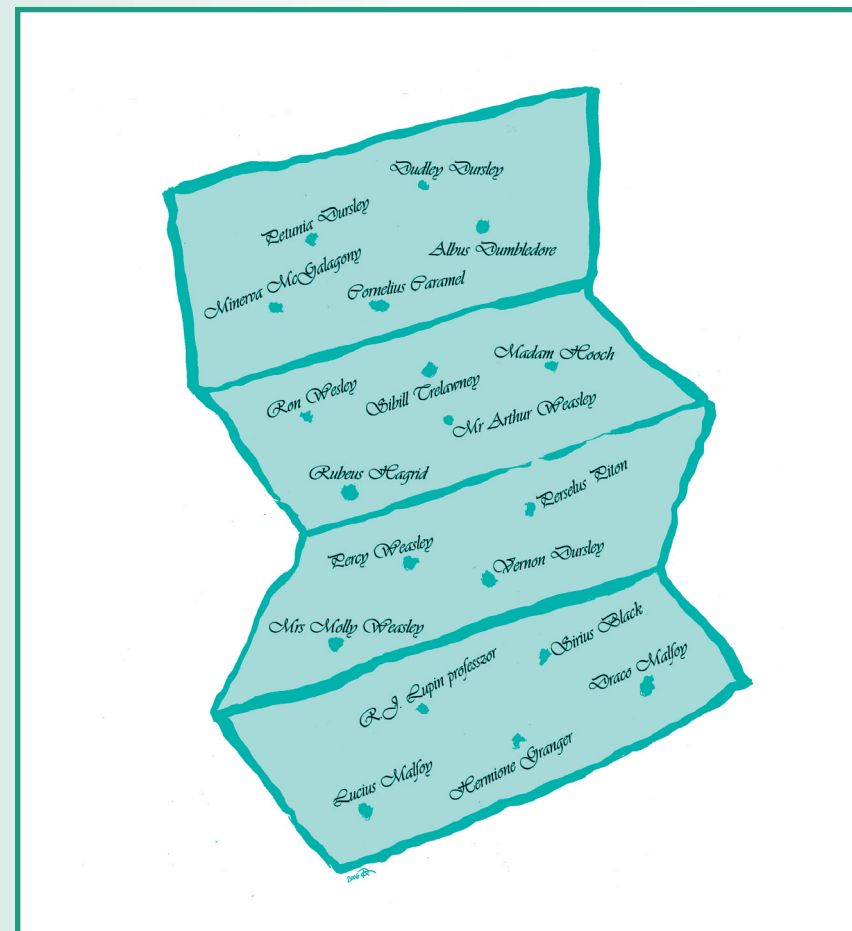 Dudley Dursley
Petunia Dursley
Albus Dumbledore
Minerva McGalagony
Cornelius Caramel
Madam Hooch
Ron Wesley
Sibill Trelawney
Mr Arthur Weasley
Rubeus Hagrid
Perselus Piton
Percy Weasley
Vernon Dursley
Mrs Molly Weasley
Sirius Black
R.J. Lupin professzor
Draco Malfoy
Hermione Granger
Lucius Malfoy
2006